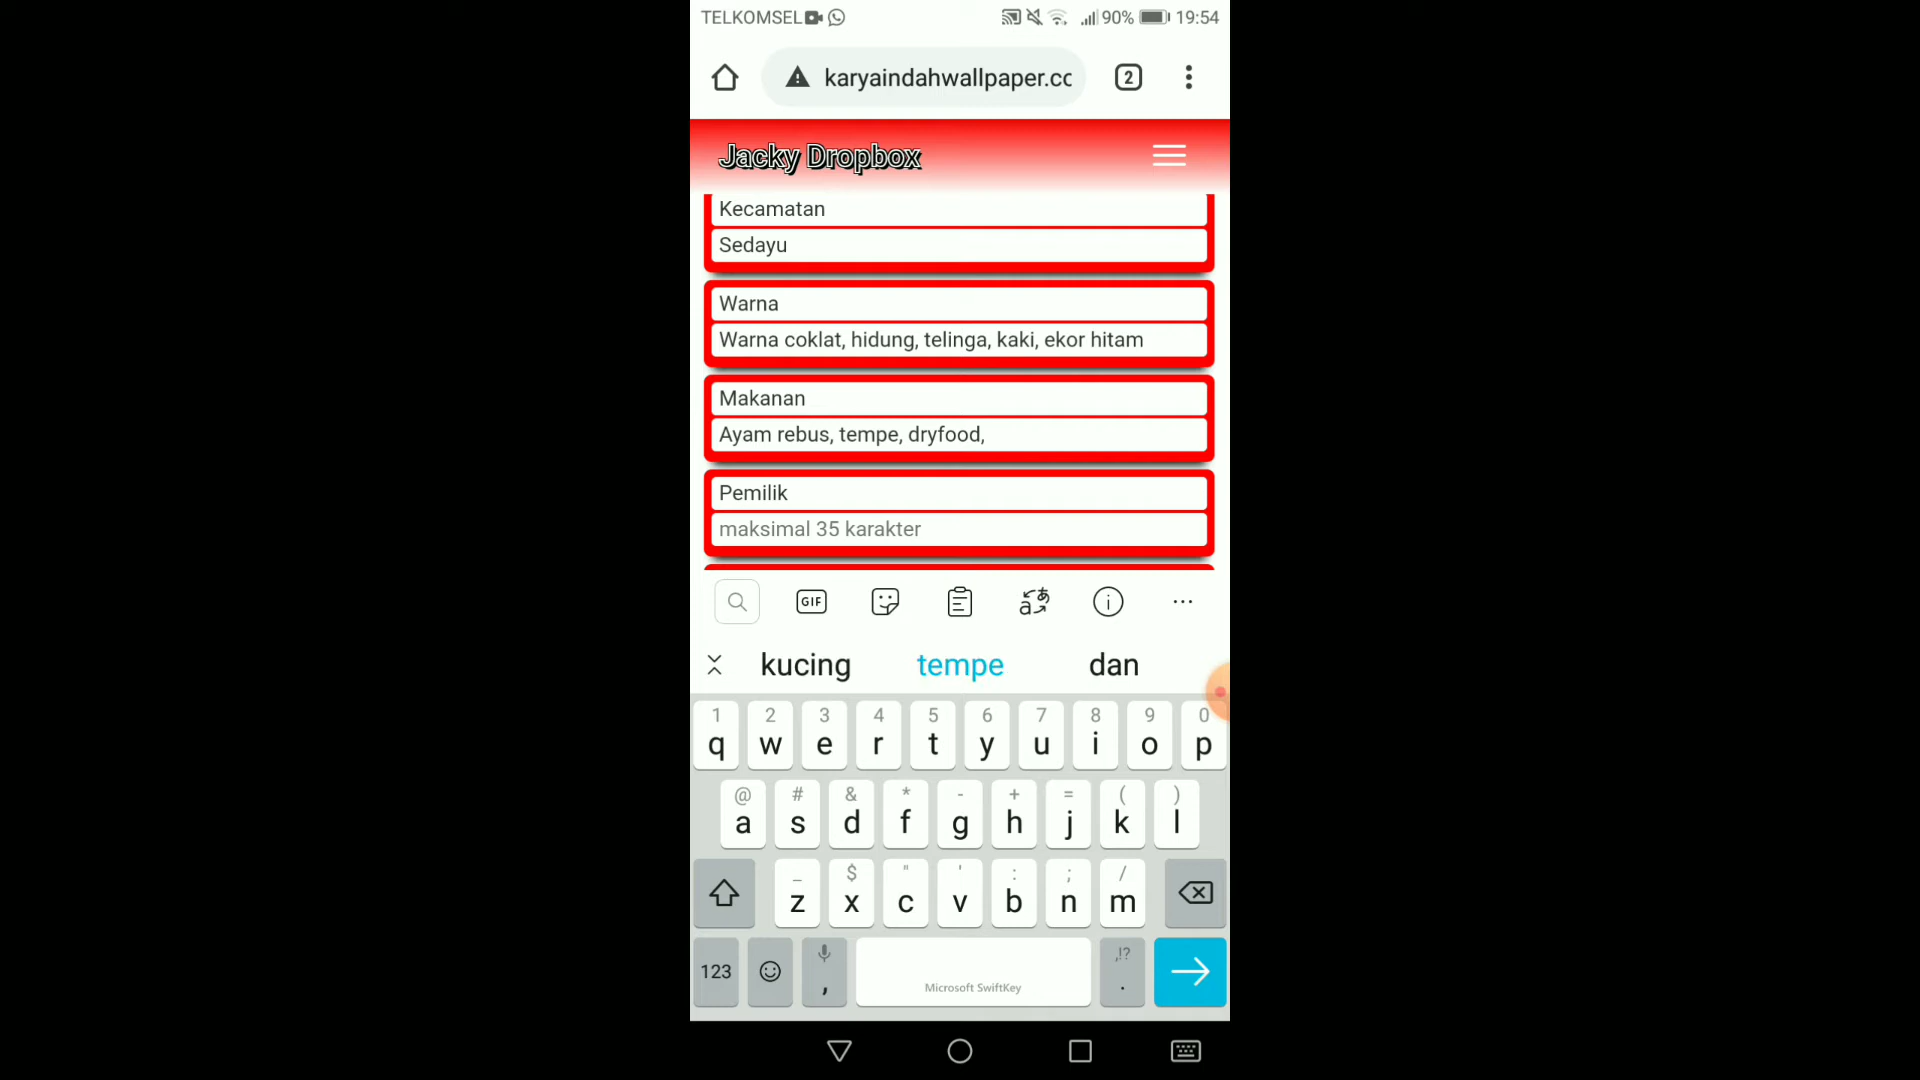 TELKOMSEL 90% 19:54
karyaindahwallpaper.cc 2
Jacky Dropbox
Kecamatan
Sedayu
Warna
Warna coklat, hidung, telinga, kaki, ekor hitam
Makanan
Ayam rebus, tempe, dryfood,
Pemilik
maksimal 35 karakter
GIF aあ i ...
kucing tempe dan
1 2 3 4 5 6 7 8 9 0
q w e r t y u i o p
@ # & * - + = ( )
a s d f g h j k l
_ $ " ' : ; /
z x c v b n m
,!?
123 , Microsoft SwiftKey .